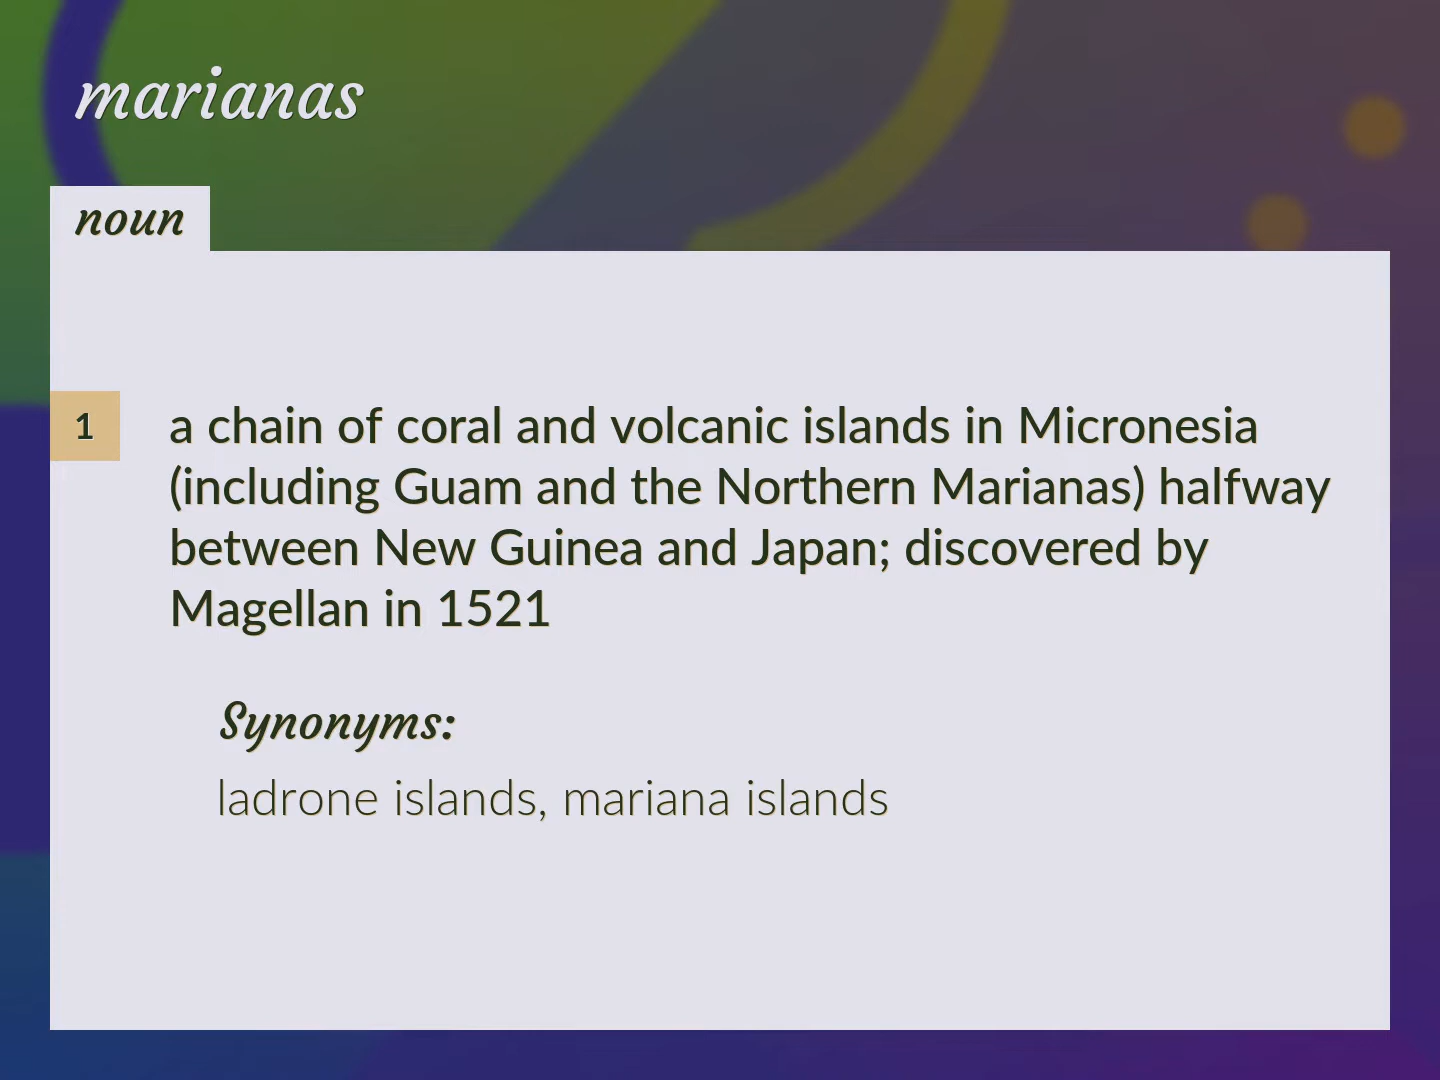 marianas
noun
1
a chain of coral and volcanic islands in Micronesia
(including Guam and the Northern Marianas) halfway
between New Guinea and Japan; discovered by
Magellan in 1521
Synonyms:
ladrone islands, mariana islands